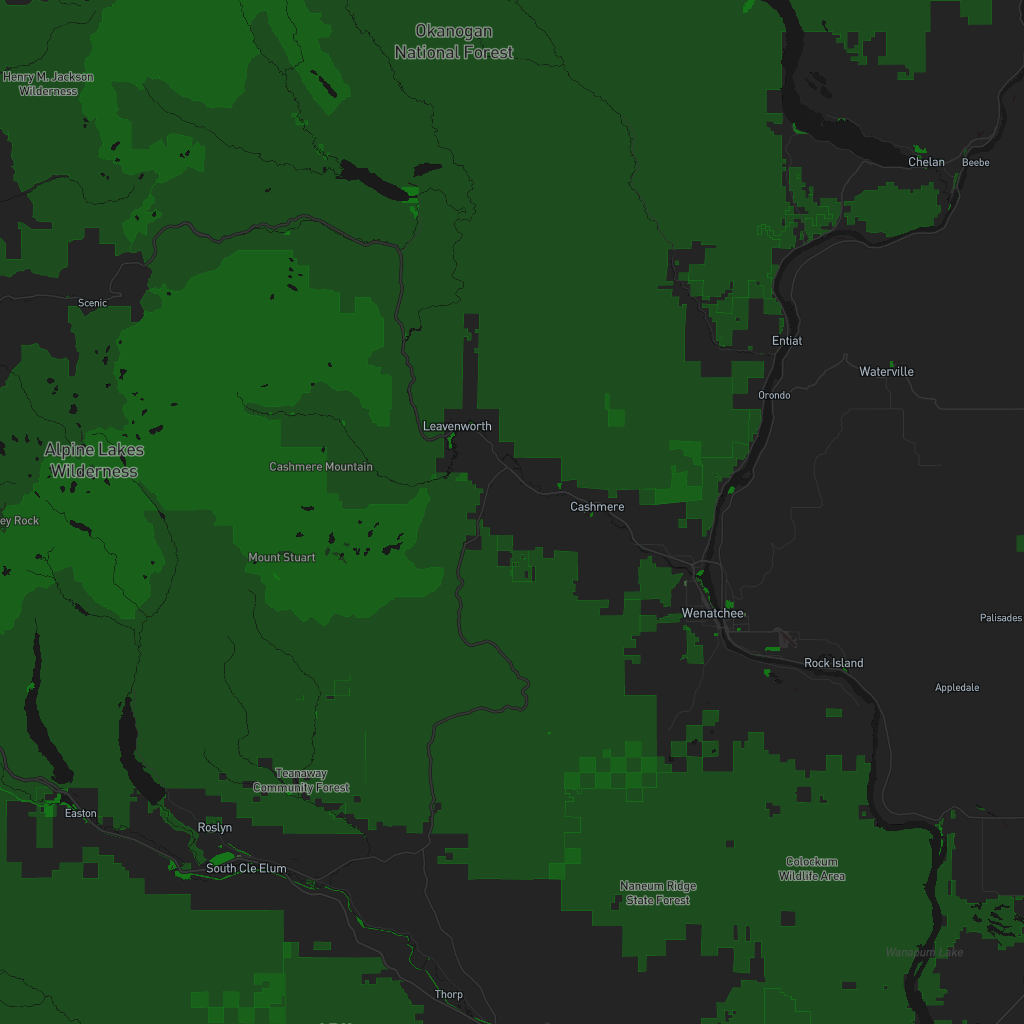 Okanogan
National Forest
Henry M. Jackson
Wilderness
Chelan
Beebe
Scenic
Entiat
Waterville
Orondo
Leavenworth
Alpine Lakes
Wilderness
Cashmere Mountain
Cashmere
ey Rock
Mount Stuart
Wenatchee
Palisades
Rock Island
Appledale
Teanaway
Community Forest
Easton
Roslyn
South Cle Elum
Colockum
Wildlife Area
Naneum Ridge
State Forest
Wanapum Lake
Thorp